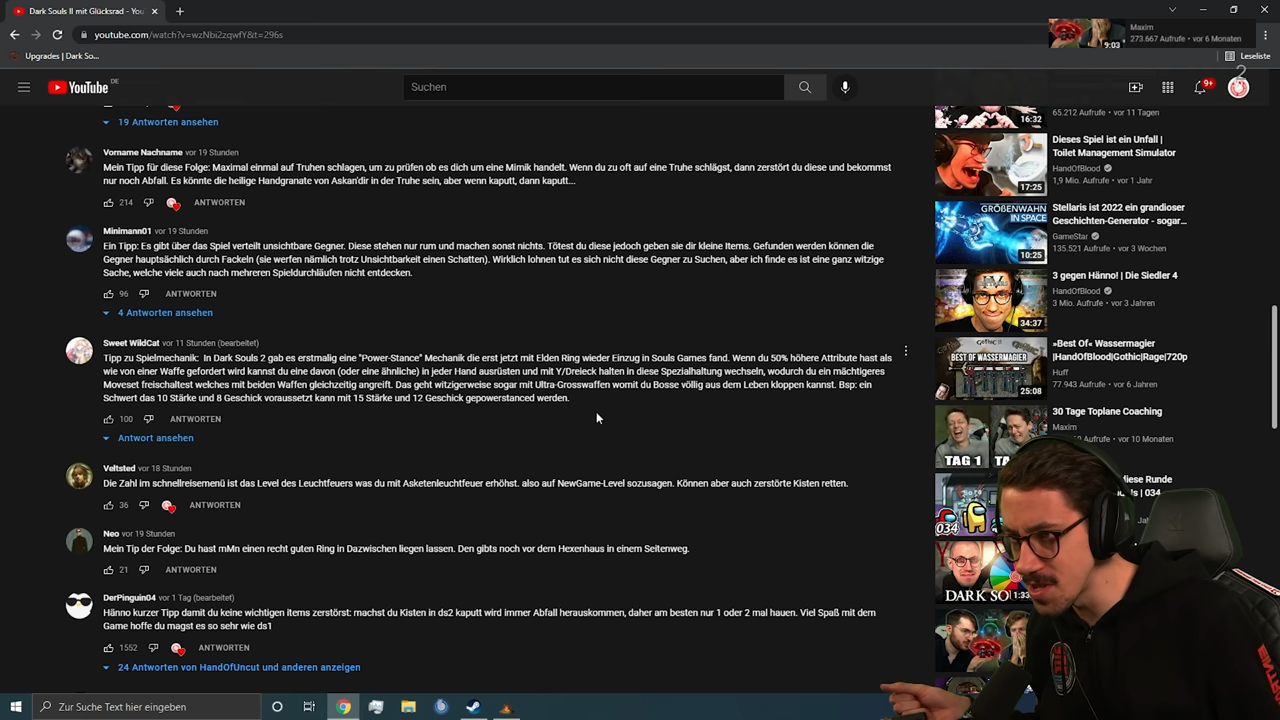 Dark Souls II mit Glücksrad - You
youtube.com/watch?v=wzNbi2zqwfY&t=296s
Maxim
273.667 Aufrufe • vor 6 Monaten
9:03
Upgrades | Dark So...
Leseliste
2
DE
YouTube
Suchen
9+
19 Antworten ansehen
Vorname Nachname vor 19 Stunden
Mein Tipp für diese Folge: Maximal einmal auf Truhen schlagen, um zu prüfen ob es dich um eine Mimik handelt. Wenn du zu oft auf eine Truhe schlägst, dann zerstört du diese und bekommst
nur noch Abfall. Es könnte die heilige Handgranate von Askan'dir in der Truhe sein, aber wenn kaputt, dann kaputt...
214 ANTWORTEN
Minimann01 vor 19 Stunden
Ein Tipp: Es gibt über das Spiel verteilt unsichtbare Gegner. Diese stehen nur rum und machen sonst nichts. Tötest du diese jedoch geben sie dir kleine Items. Gefunden werden können die
Gegner hauptsächlich durch Fackeln (sie werfen nämlich trotz Unsichtbarkeit einen Schatten). Wirklich lohnen tut es sich nicht diese Gegner zu Suchen, aber ich finde es ist eine ganz witzige
Sache, welche viele auch nach mehreren Spieldurchläufen nicht entdecken.
96 ANTWORTEN
4 Antworten ansehen
Sweet WildCat vor 11 Stunden (bearbeitet)
Tipp zu Spielmechanik: In Dark Souls 2 gab es erstmalig eine "Power-Stance" Mechanik die erst jetzt mit Elden Ring wieder Einzug in Souls Games fand. Wenn du 50% höhere Attribute hast als
wie von einer Waffe gefordert wird kannst du eine davon (oder eine ähnliche) in jeder Hand ausrüsten und mit Y/Dreieck halten in diese Spezialhaltung wechseln, wodurch du ein mächtigeres
Moveset freischaltest welches mit beiden Waffen gleichzeitig angreift. Das geht witzigerweise sogar mit Ultra-Grosswaffen womit du Bosse völlig aus dem Leben kloppen kannst. Bsp: ein
Schwert das 10 Stärke und 8 Geschick voraussetzt kann mit 15 Stärke und 12 Geschick gepowerstanced werden.
100 ANTWORTEN
Antwort ansehen
Veltsted vor 18 Stunden
Die Zahl im schnellreisemenü ist das Level des Leuchtfeuers was du mit Asketenleuchtfeuer erhöhst. also auf NewGame-Level sozusagen. Können aber auch zerstörte Kisten retten.
36 ANTWORTEN
Neo vor 19 Stunden
Mein Tip der Folge: Du hast mMn einen recht guten Ring in Dazwischen liegen lassen. Den gibts noch vor dem Hexenhaus in einem Seitenweg.
21 ANTWORTEN
DerPinguin04 vor 1 Tag (bearbeitet)
Hänno kurzer Tipp damit du keine wichtigen items zerstörst: machst du Kisten in ds2 kaputt wird immer Abfall herauskommen, daher am besten nur 1 oder 2 mal hauen. Viel Spaß mit dem
Game hoffe du magst es so sehr wie ds1
1552 ANTWORTEN
24 Antworten von HandOfUncut und anderen anzeigen
65.212 Aufrufe • vor 11 Tagen
16:32
Dieses Spiel ist ein Unfall |
Toilet Management Simulator
HandOfBlood
1,9 Mio. Aufrufe • vor 1 Jahr
17:25
GRÖßENWAHN
IN SPACE
10:25
Stellaris ist 2022 ein grandioser
Geschichten-Generator - sogar...
GameStar
135.521 Aufrufe • vor 3 Wochen
3 gegen Hänno! | Die Siedler 4
HandOfBlood
3 Mio. Aufrufe • vor 3 Jahren
34:37
BEST OF WASSERMAGIER
25:08
»Best Of« Wassermagier
|HandOfBlood|Gothic|Rage|720p
Huff
77.943 Aufrufe • vor 6 Jahren
TAG 1
30 Tage Toplane Coaching
Maxim
Aufrufe • vor 10 Monaten
034
diese Runde
| 034
DARK SO
1:33
Zur Suche Text hier eingeben